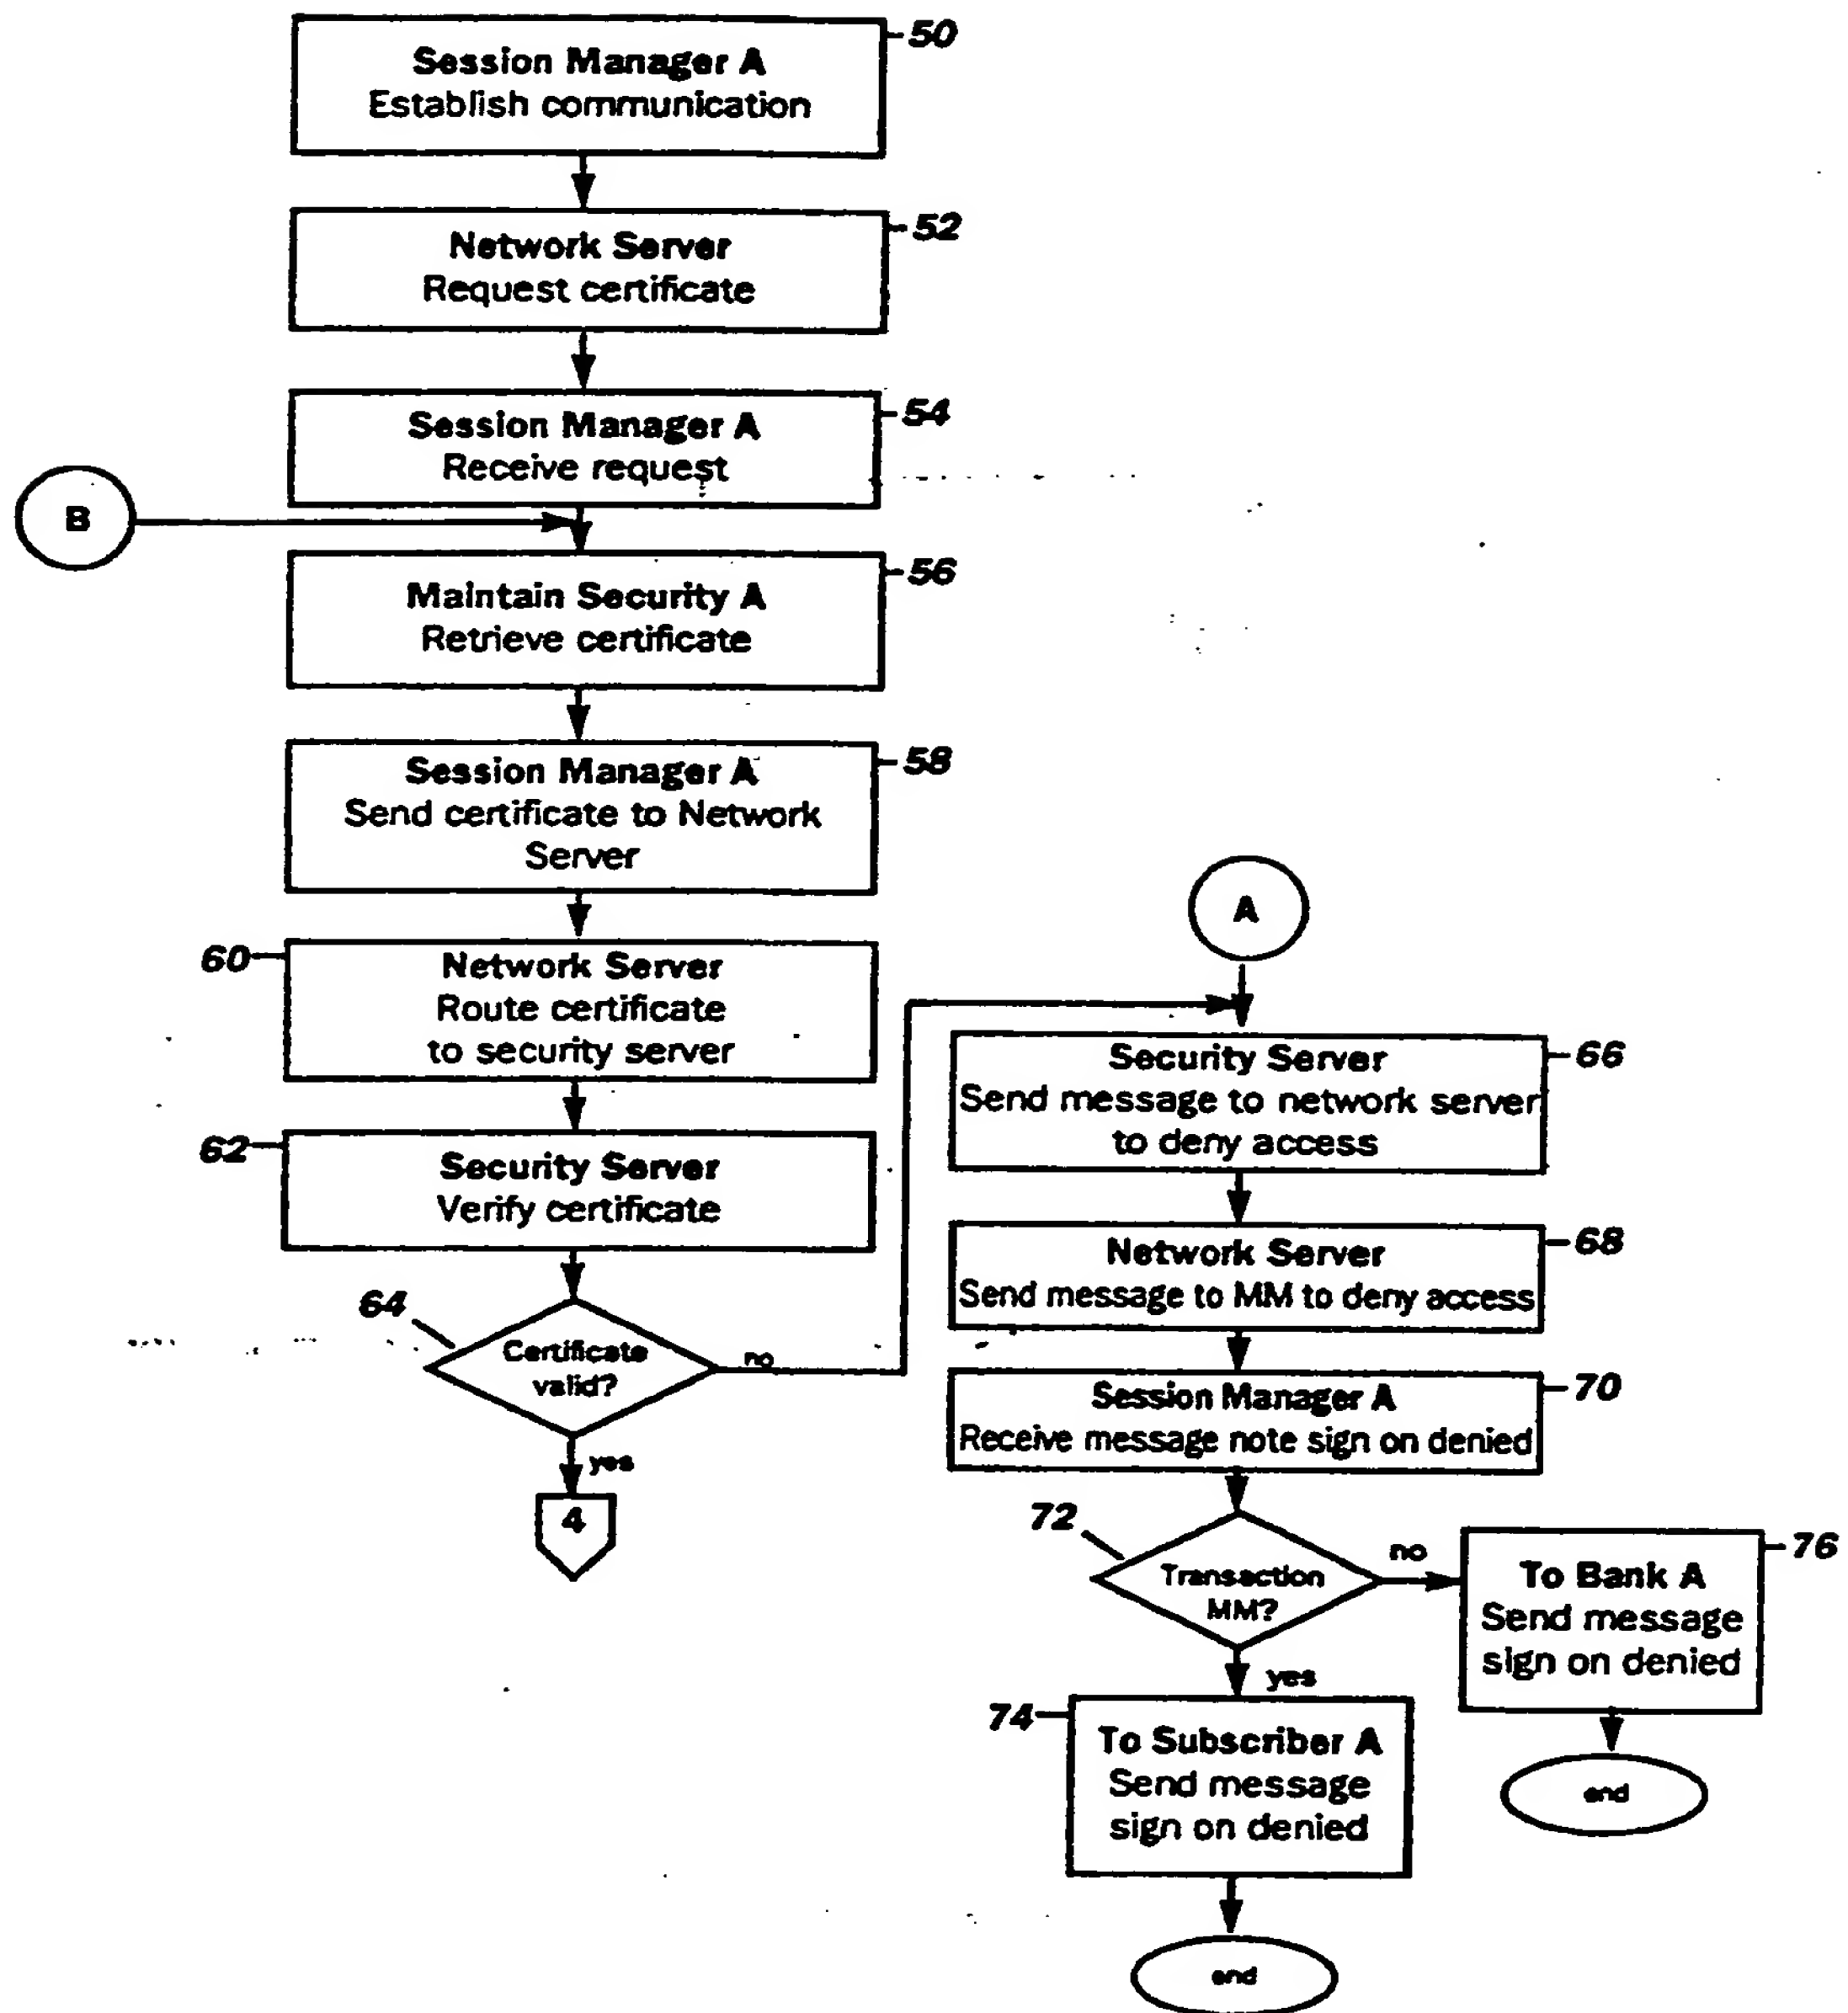 50
Session Manager A
Establish communication
52
Network Server
Request certificate
54
Session Manager A
Receive request
B
56
Maintain Security A
Retrieve certificate
58
Session Manager A
Send certificate to Network
Server
60
Network Server
Route certificate
to security server
62
Security Server
Verify certificate
64
Certificate
valid?
no
yes
4
A
66
Security Server
Send message to network server
to deny access
68
Network Server
Send message to MM to deny access
70
Session Manager A
Receive message note sign on denied
72
Transaction
MM?
no
yes
76
To Bank A
Send message
sign on denied
end
74
To Subscriber A
Send message
sign on denied
end